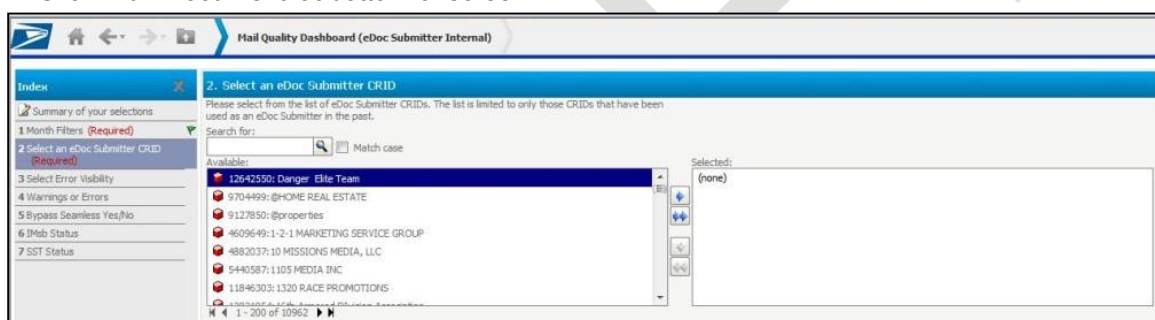 Mail Quality Dashboard (eDoc Submitter Internal)
Index
Summary of your selections
1 Month Filters (Required)
2 Select an eDoc Submitter CRID
(Required)
3 Select Error Visibility
4 Warnings or Errors
5 Bypass Seamless Yes/No
6 IMsb Status
7 SST Status
2. Select an eDoc Submitter CRID
Please select from the list of eDoc Submitter CRIDs. The list is limited to only those CRIDs that have been
used as an eDoc Submitter in the past.
Search for:
Match case
Available:
12642550: Danger Elite Team
9704499: @HOME REAL ESTATE
9127850: @properties
4609649: 1-2-1 MARKETING SERVICE GROUP
4882037: 10 MISSIONS MEDIA, LLC
5440587: 1105 MEDIA INC
11846303: 1320 RACE PROMOTIONS
1 - 200 of 10962
Selected:
(none)